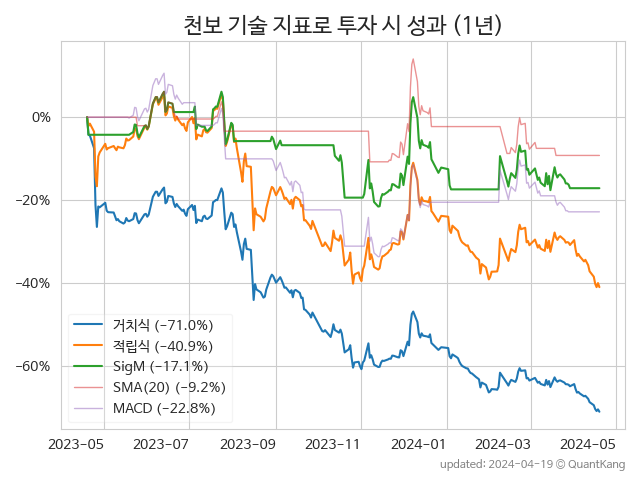 천보 기술 지표로 투자 시 성과 (1년)
0%
−20%
−40%
−60%
거치식 (−71.0%)
적립식 (−40.9%)
SigM (−17.1%)
SMA(20) (−9.2%)
MACD (−22.8%)
2023-05 2023-07 2023-09 2023-11 2024-01 2024-03 2024-05
updated: 2024-04-19 © QuantKang